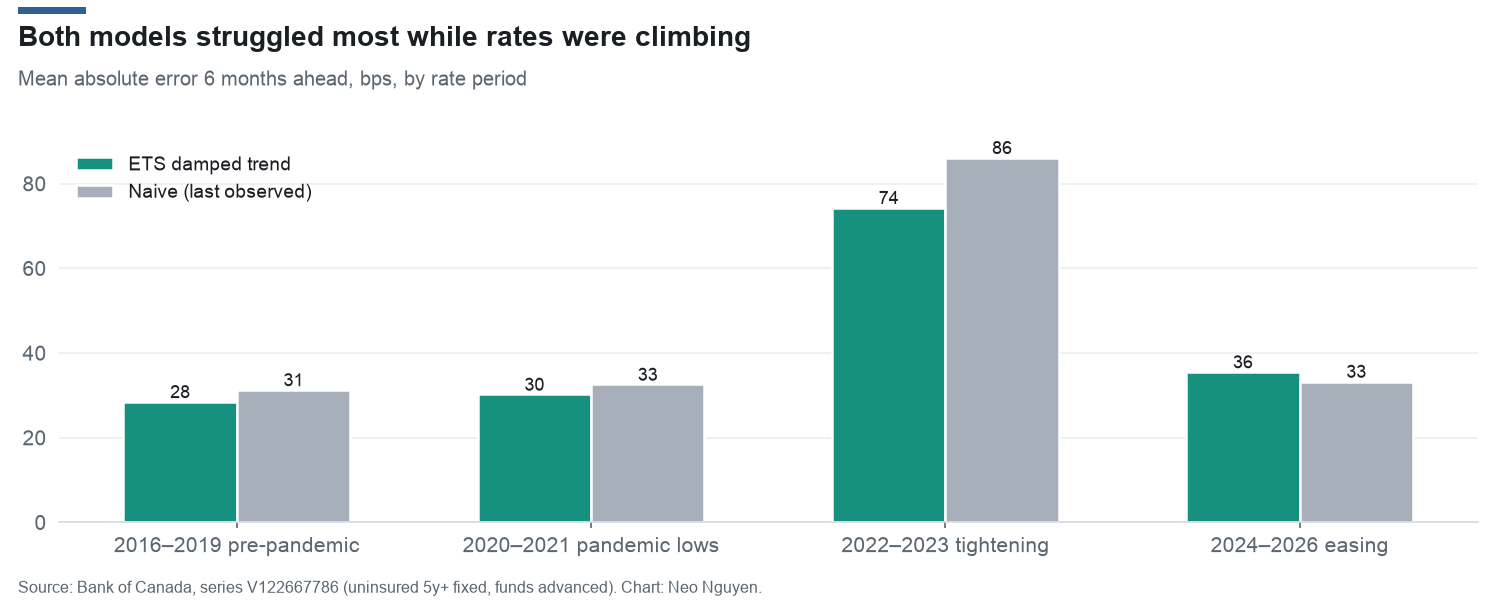 Both models struggled most while rates were climbing
Mean absolute error 6 months ahead, bps, by rate period
ETS damped trend
Naive (last observed)
80
60
40
20
0
28
31
30
33
74
86
36
33
2016–2019 pre-pandemic
2020–2021 pandemic lows
2022–2023 tightening
2024–2026 easing
Source: Bank of Canada, series V122667786 (uninsured 5y+ fixed, funds advanced). Chart: Neo Nguyen.